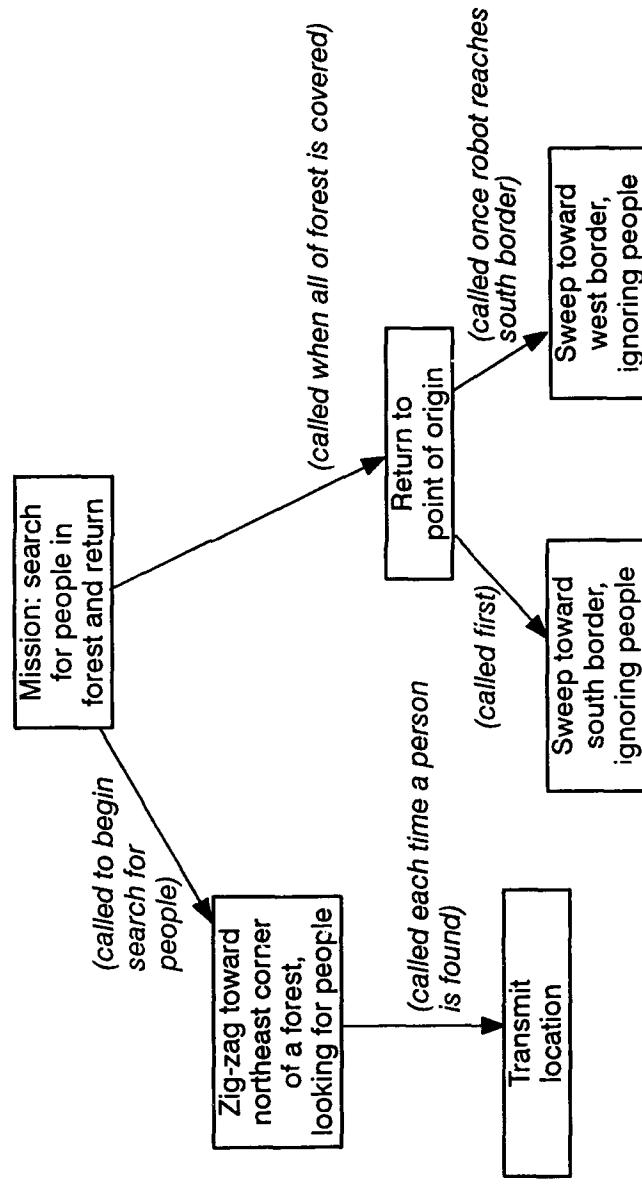 Mission: search
for people in
forest and return
(called to begin
search for
people)
(called when all of forest is covered)
Zig-zag toward
northeast corner
of a forest,
looking for people
Return to
point of origin
(called each time a person
is found)
(called first)
(called once robot reaches
south border)
Transmit
location
Sweep toward
south border,
ignoring people
Sweep toward
west border,
ignoring people